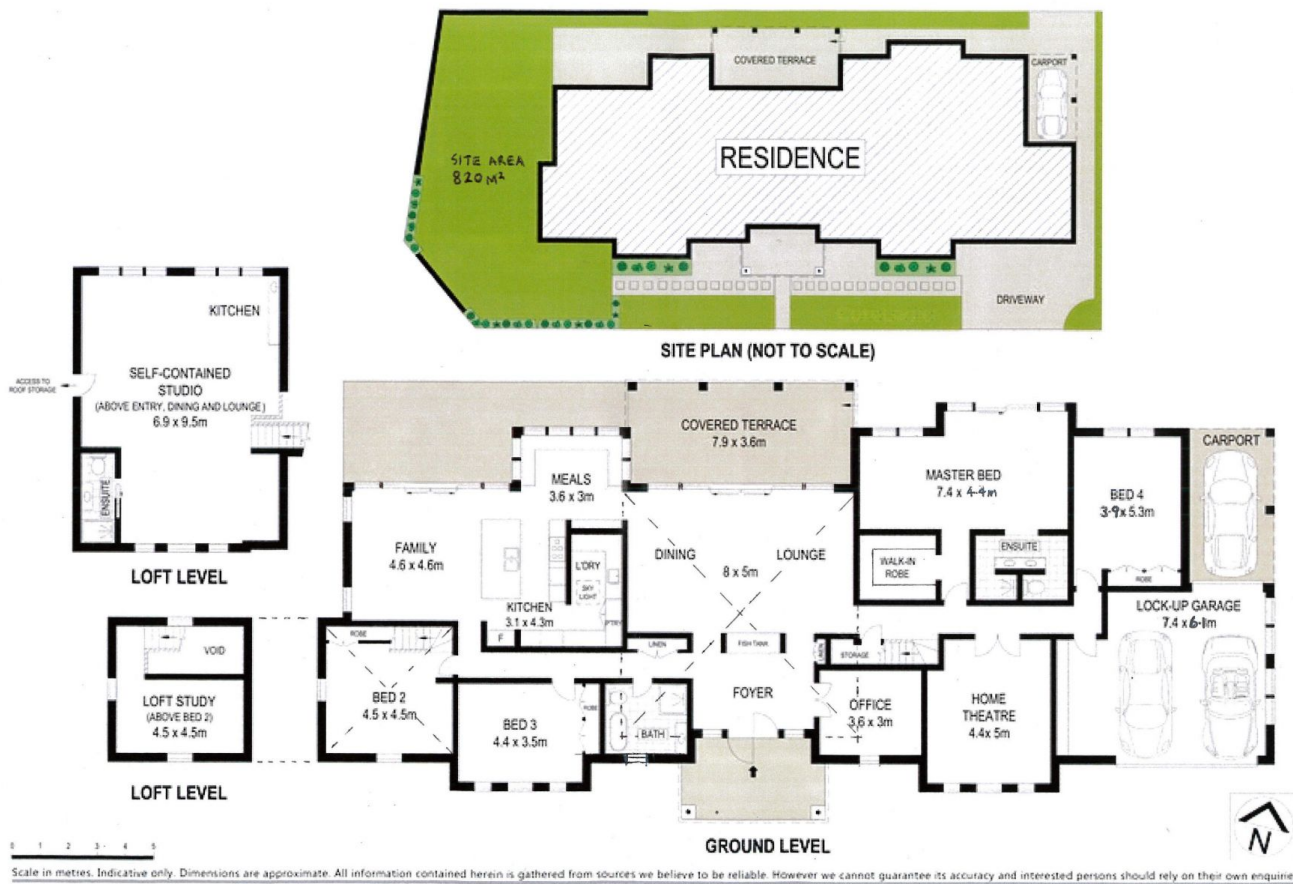 COVERED TERRACE
CARPORT
SITE AREA
820 M²
RESIDENCE
DRIVEWAY
SITE PLAN (NOT TO SCALE)
KITCHEN
ACCESS TO
ROOF STORAGE
SELF-CONTAINED
STUDIO
(ABOVE ENTRY, DINING AND LOUNGE)
6.9 x 9.5m
ENSUITE
LOFT LEVEL
VOID
LOFT STUDY
(ABOVE BED 2)
4.5 x 4.5m
LOFT LEVEL
COVERED TERRACE
7.9 x 3.6m
MEALS
3.6 x 3m
FAMILY
4.6 x 4.6m
L'DRY
SKY
LIGHT
KITCHEN
3.1 x 4.3m
F
P'TRY
DINING
LOUNGE
8 x 5m
MASTER BED
7.4 x 4.4m
BED 4
3.9 x 5.3m
ROBE
CARPORT
WALK-IN
ROBE
ENSUITE
LOCK-UP GARAGE
7.4 x 6.1m
ROBE
BED 2
4.5 x 4.5m
BED 3
4.4 x 3.5m
ROBE
LINEN
BATH
FISH TANK
FOYER
LINEN
STORAGE
OFFICE
3.6 x 3m
HOME
THEATRE
4.4 x 5m
GROUND LEVEL
N
0 1 2 3 4 5
Scale in metres. Indicative only. Dimensions are approximate. All information contained herein is gathered from sources we believe to be reliable. However we cannot guarantee its accuracy and interested persons should rely on their own enquirie